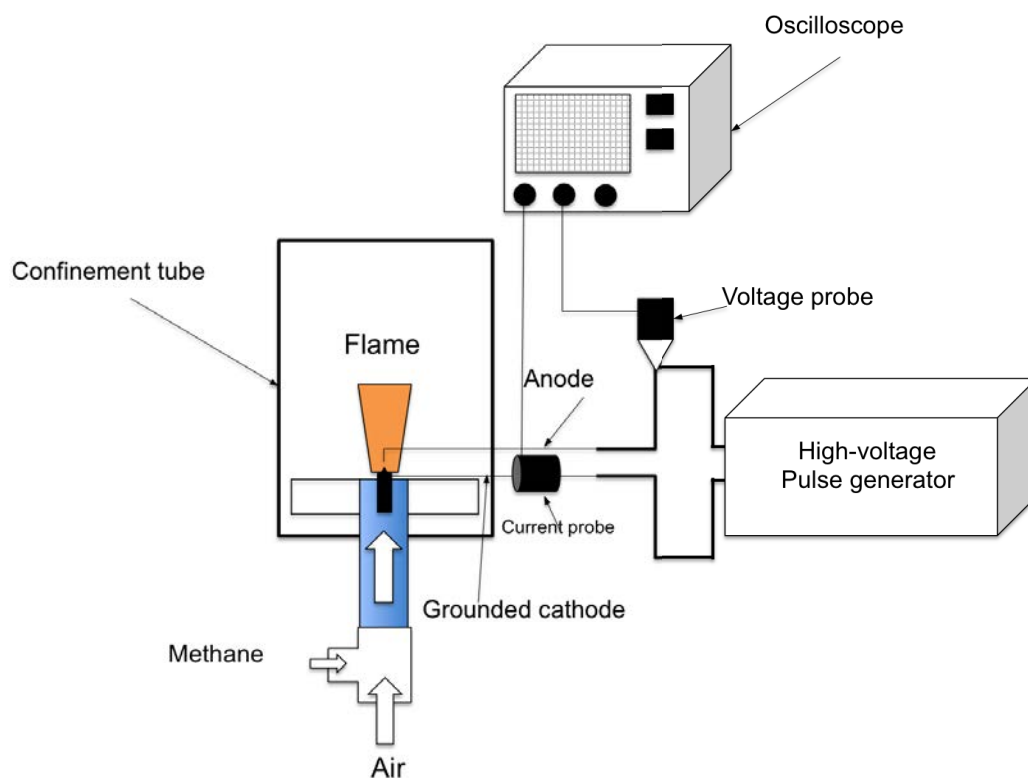 Oscilloscope
Confinement tube
Voltage probe
Flame
Anode
High-voltage
Pulse generator
Current probe
Grounded cathode
Methane
Air